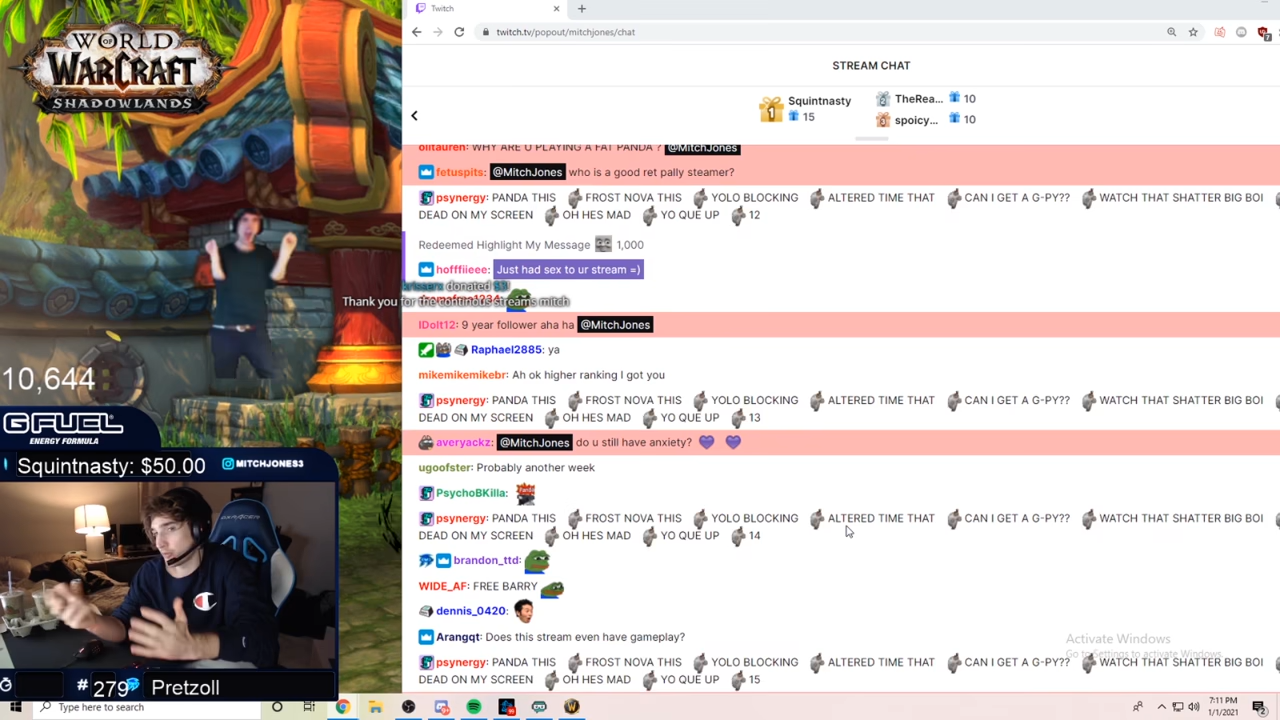 Twitch
twitch.tv/popout/mitchjones/chat
WORLD
WARCRAFT
SHADOWLANDS
STREAM CHAT
Squintnasty
15
TheRea... 10
spoicy... 10
olitauren: WHY ARE U PLAYING A FAT PANDA ? @MitchJones
fetuspits: @MitchJones who is a good ret pally steamer?
psynergy: PANDA THIS FROST NOVA THIS YOLO BLOCKING ALTERED TIME THAT CAN I GET A G-PY?? WATCH THAT SHATTER BIG BOI
DEAD ON MY SCREEN OH HES MAD YO QUE UP 12
Redeemed Highlight My Message 1,000
hofffiieee: Just had sex to ur stream =)
donated $3!
Thank you for the continous streams mitch
IDolt12: 9 year follower aha ha @MitchJones
Raphael2885: ya
mikemikemikebr: Ah ok higher ranking I got you
psynergy: PANDA THIS FROST NOVA THIS YOLO BLOCKING ALTERED TIME THAT CAN I GET A G-PY?? WATCH THAT SHATTER BIG BOI
DEAD ON MY SCREEN OH HES MAD YO QUE UP 13
averyackz: @MitchJones do u still have anxiety?
ugoofster: Probably another week
PsychoBKilla:
psynergy: PANDA THIS FROST NOVA THIS YOLO BLOCKING ALTERED TIME THAT CAN I GET A G-PY?? WATCH THAT SHATTER BIG BOI
DEAD ON MY SCREEN OH HES MAD YO QUE UP 14
brandon_ttd:
WIDE_AF: FREE BARRY
dennis_0420:
Arangqt: Does this stream even have gameplay?
psynergy: PANDA THIS FROST NOVA THIS YOLO BLOCKING ALTERED TIME THAT CAN I GET A G-PY?? WATCH THAT SHATTER BIG BOI
DEAD ON MY SCREEN OH HES MAD YO QUE UP 15
10,644
G FUEL
ENERGY FORMULA
Squintnasty: $50.00
MITCHJONES3
# 279 Pretzoll
Activate Windows
Go to Settings to activate Windows.
Type here to search
7:11 PM
1/1/2021